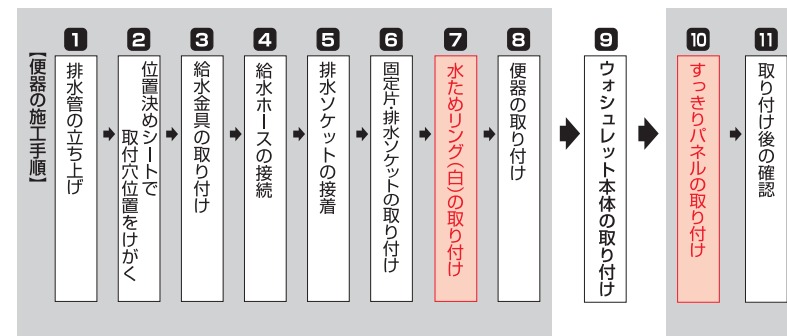 【便器の施工手順】
1
排水管の立ち上げ
2
位置決めシートで
取付穴位置をけがく
3
給水金具の取り付け
4
給水ホースの接続
5
排水ソケットの接着
6
固定片・排水ソケットの取り付け
7
水ためリング(白)の取り付け
8
便器の取り付け
9
ウォシュレット本体の取り付け
10
すっきりパネルの取り付け
11
取り付け後の確認